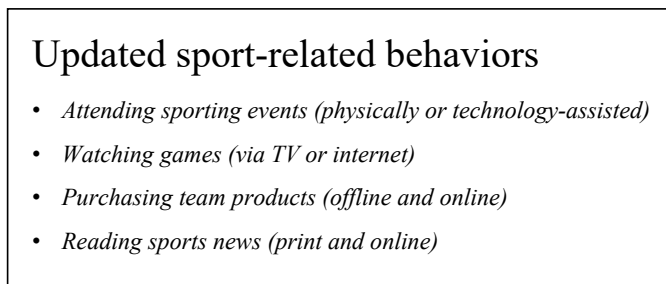 Updated sport-related behaviors
• Attending sporting events (physically or technology-assisted)
• Watching games (via TV or internet)
• Purchasing team products (offline and online)
• Reading sports news (print and online)